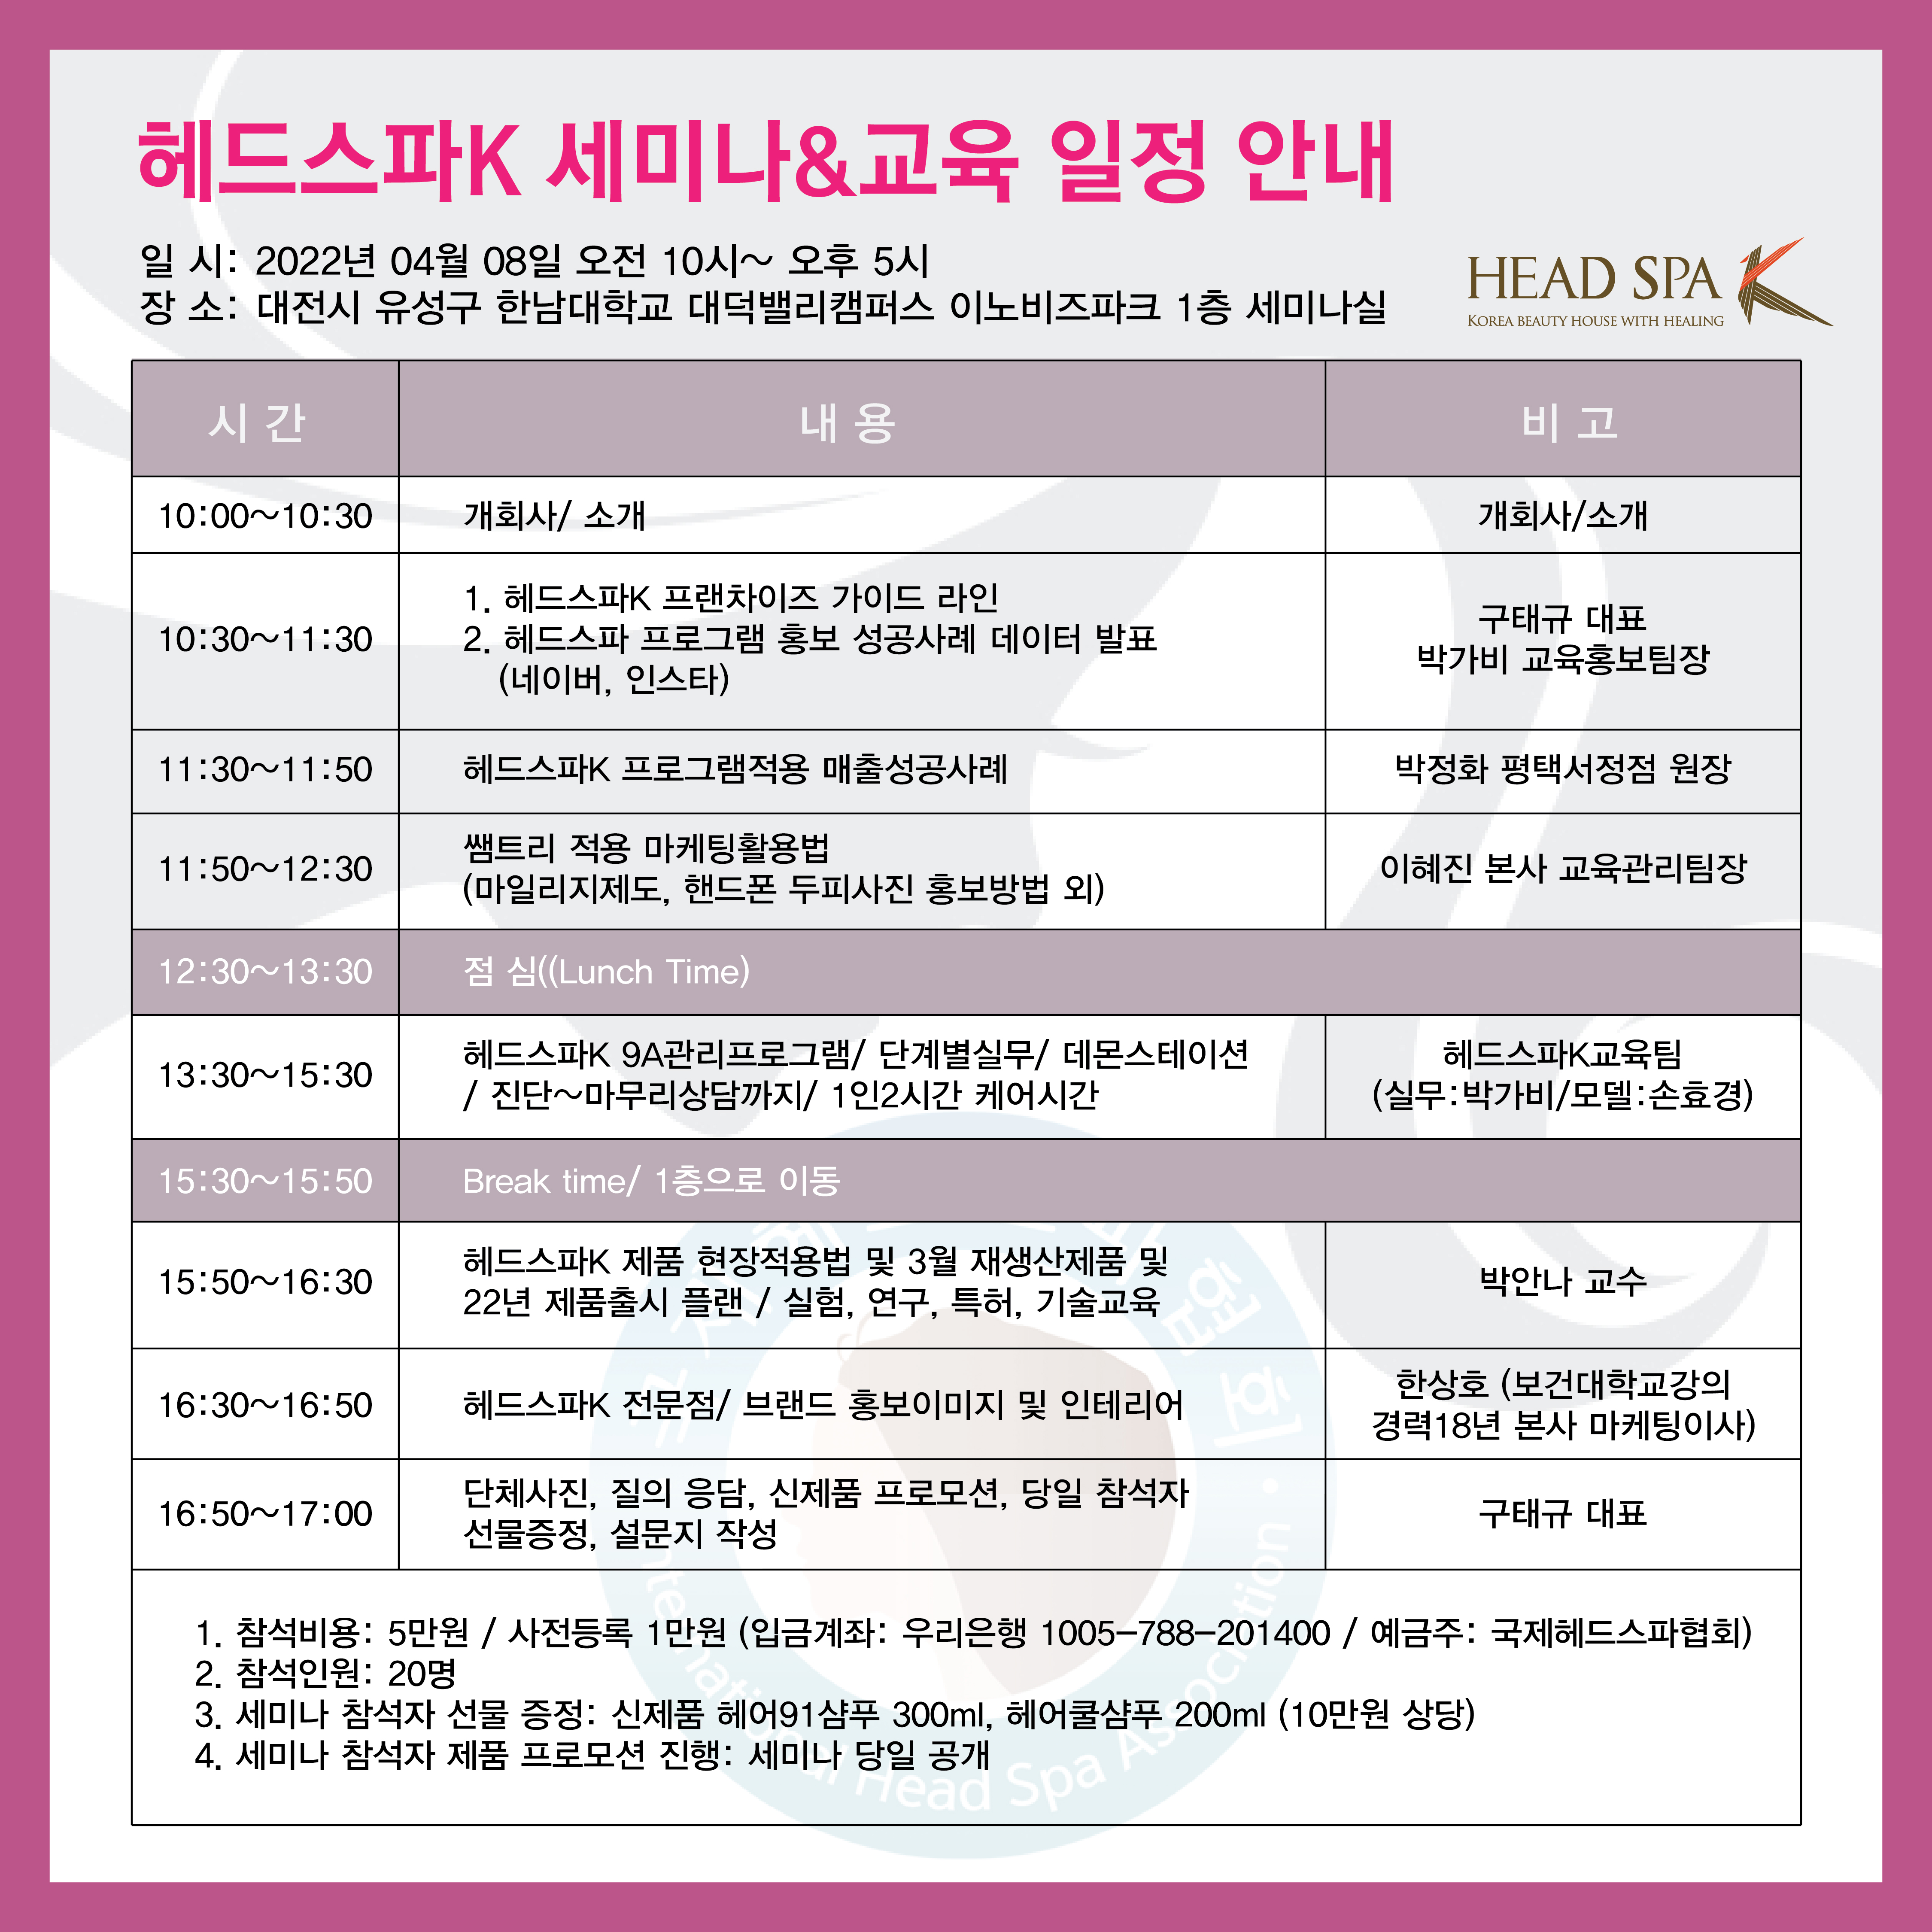 헤드스파K 세미나&교육 일정 안내
일 시: 2022년 04월 08일 오전 10시~ 오후 5시
장 소: 대전시 유성구 한남대학교 대덕밸리캠퍼스 이노비즈파크 1층 세미나실
HEAD SPA K
KOREA BEAUTY HOUSE WITH HEALING
시 간 내 용 비 고
10:00~10:30 개회사/ 소개 개회사/소개
10:30~11:30
1. 헤드스파K 프랜차이즈 가이드 라인
2. 헤드스파 프로그램 홍보 성공사례 데이터 발표
(네이버, 인스타)
구태규 대표
박가비 교육홍보팀장
11:30~11:50 헤드스파K 프로그램적용 매출성공사례 박정화 평택서정점 원장
11:50~12:30
쌤트리 적용 마케팅활용법
(마일리지제도, 핸드폰 두피사진 홍보방법 외)
이혜진 본사 교육관리팀장
12:30~13:30 점 심((Lunch Time)
13:30~15:30
헤드스파K 9A관리프로그램/ 단계별실무/ 데몬스테이션
/ 진단~마무리상담까지/ 1인2시간 케어시간
헤드스파K교육팀
(실무:박가비/모델:손효경)
15:30~15:50 Break time/ 1층으로 이동
15:50~16:30
헤드스파K 제품 현장적용법 및 3월 재생산제품 및
22년 제품출시 플랜 / 실험, 연구, 특허, 기술교육
박안나 교수
16:30~16:50 헤드스파K 전문점/ 브랜드 홍보이미지 및 인테리어
한상호 (보건대학교강의
경력18년 본사 마케팅이사)
16:50~17:00
단체사진, 질의 응답, 신제품 프로모션, 당일 참석자
선물증정, 설문지 작성
구태규 대표
1. 참석비용: 5만원 / 사전등록 1만원 (입금계좌: 우리은행 1005-788-201400 / 예금주: 국제헤드스파협회)
2. 참석인원: 20명
3. 세미나 참석자 선물 증정: 신제품 헤어91샴푸 300ml, 헤어쿨샴푸 200ml (10만원 상당)
4. 세미나 참석자 제품 프로모션 진행: 세미나 당일 공개
International Head Spa Association